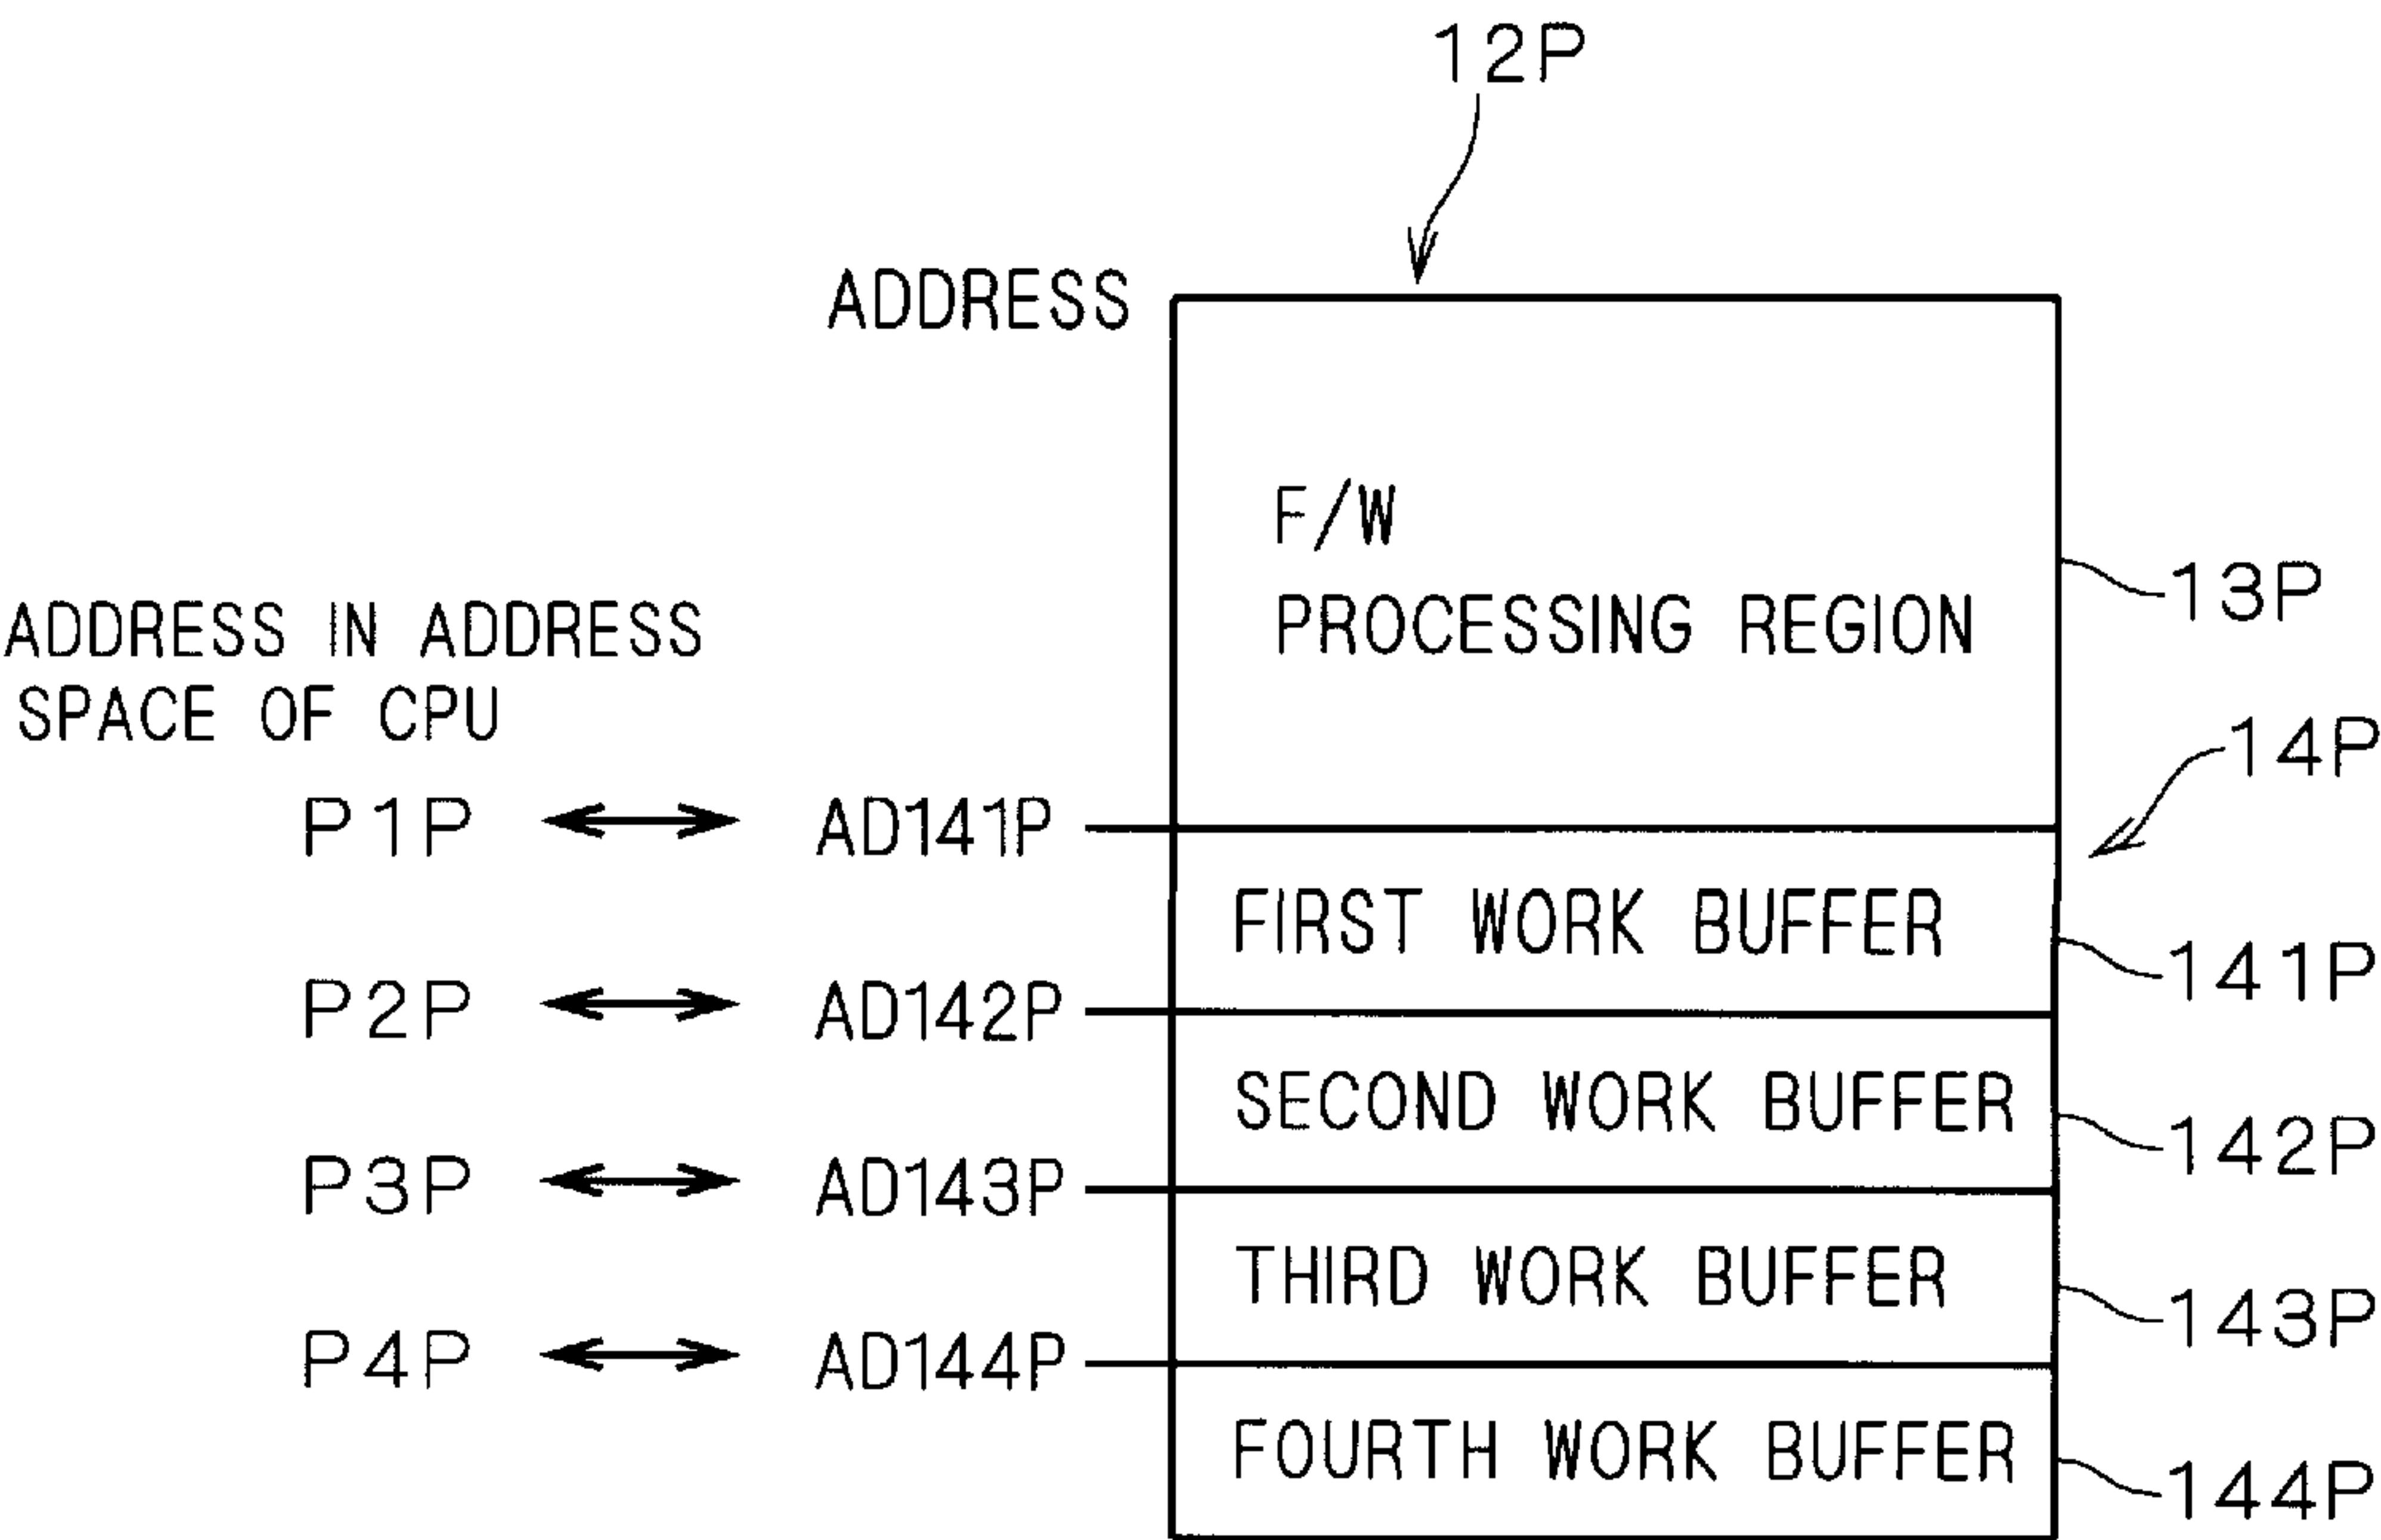 12P
ADDRESS
F/W
PROCESSING REGION
13P
ADDRESS IN ADDRESS
SPACE OF CPU
14P
P1P AD141P
FIRST WORK BUFFER
141P
P2P AD142P
SECOND WORK BUFFER
142P
P3P AD143P
THIRD WORK BUFFER
143P
P4P AD144P
FOURTH WORK BUFFER
144P